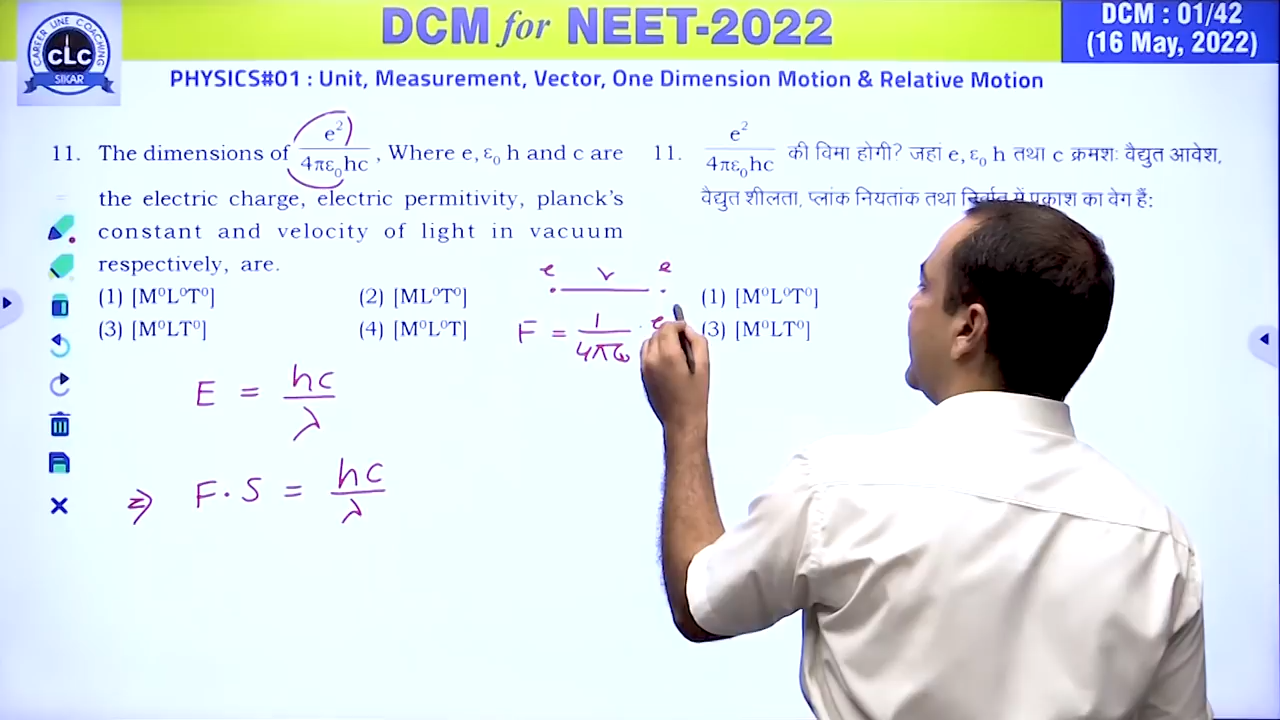 DCM for NEET-2022
DCM : 01/42
(16 May, 2022)
CAREER LINE COACHING
CLC
SIKAR
PHYSICS#01 : Unit, Measurement, Vector, One Dimension Motion & Relative Motion
11. The dimensions of e²/4πε₀hc , Where e, ε₀ h and c are
the electric charge, electric permitivity, planck's
constant and velocity of light in vacuum
respectively, are.
(1) [M⁰L⁰T⁰] (2) [ML⁰T⁰]
(3) [M⁰LT⁰] (4) [M⁰L⁰T]
11. e²/4πε₀hc की विमा होगी? जहां e, ε₀ h तथा c क्रमशः वैद्युत आवेश,
वैद्युत शीलता, प्लांक नियतांक तथा निर्वात में प्रकाश का वेग हैं:
(1) [M⁰L⁰T⁰]
(3) [M⁰LT⁰]
e r e
F = 1/4πε₀ · e
E = hc/λ
⇒ F·S = hc/λ